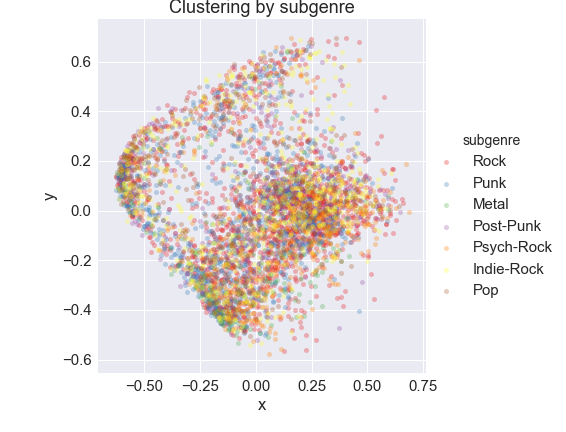 Clustering by subgenre
0.6
0.4
0.2
0.0
−0.2
−0.4
−0.6
y
−0.50
−0.25
0.00
0.25
0.50
0.75
x
subgenre
Rock
Punk
Metal
Post-Punk
Psych-Rock
Indie-Rock
Pop